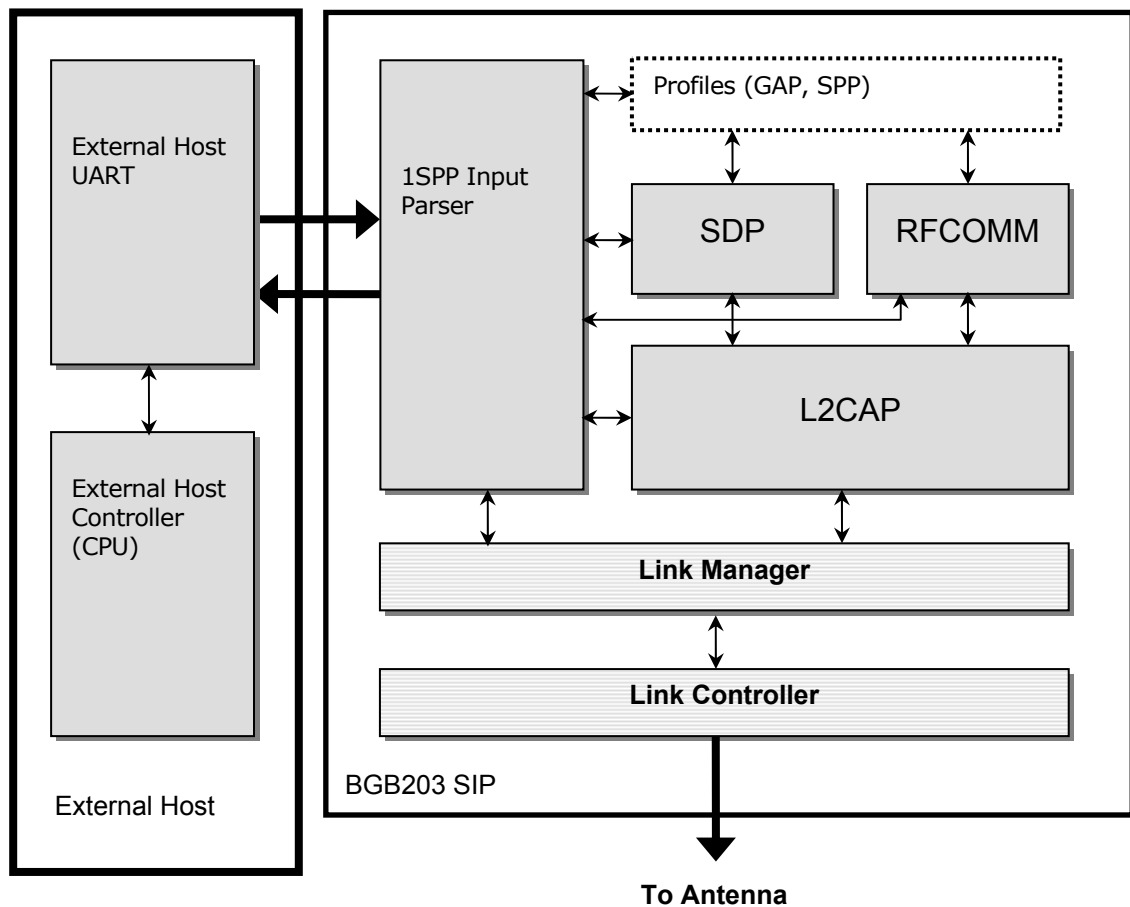 External Host
UART
External Host
Controller
(CPU)
External Host
1SPP Input
Parser
Profiles (GAP, SPP)
SDP
RFCOMM
L2CAP
Link Manager
Link Controller
BGB203 SIP
To Antenna